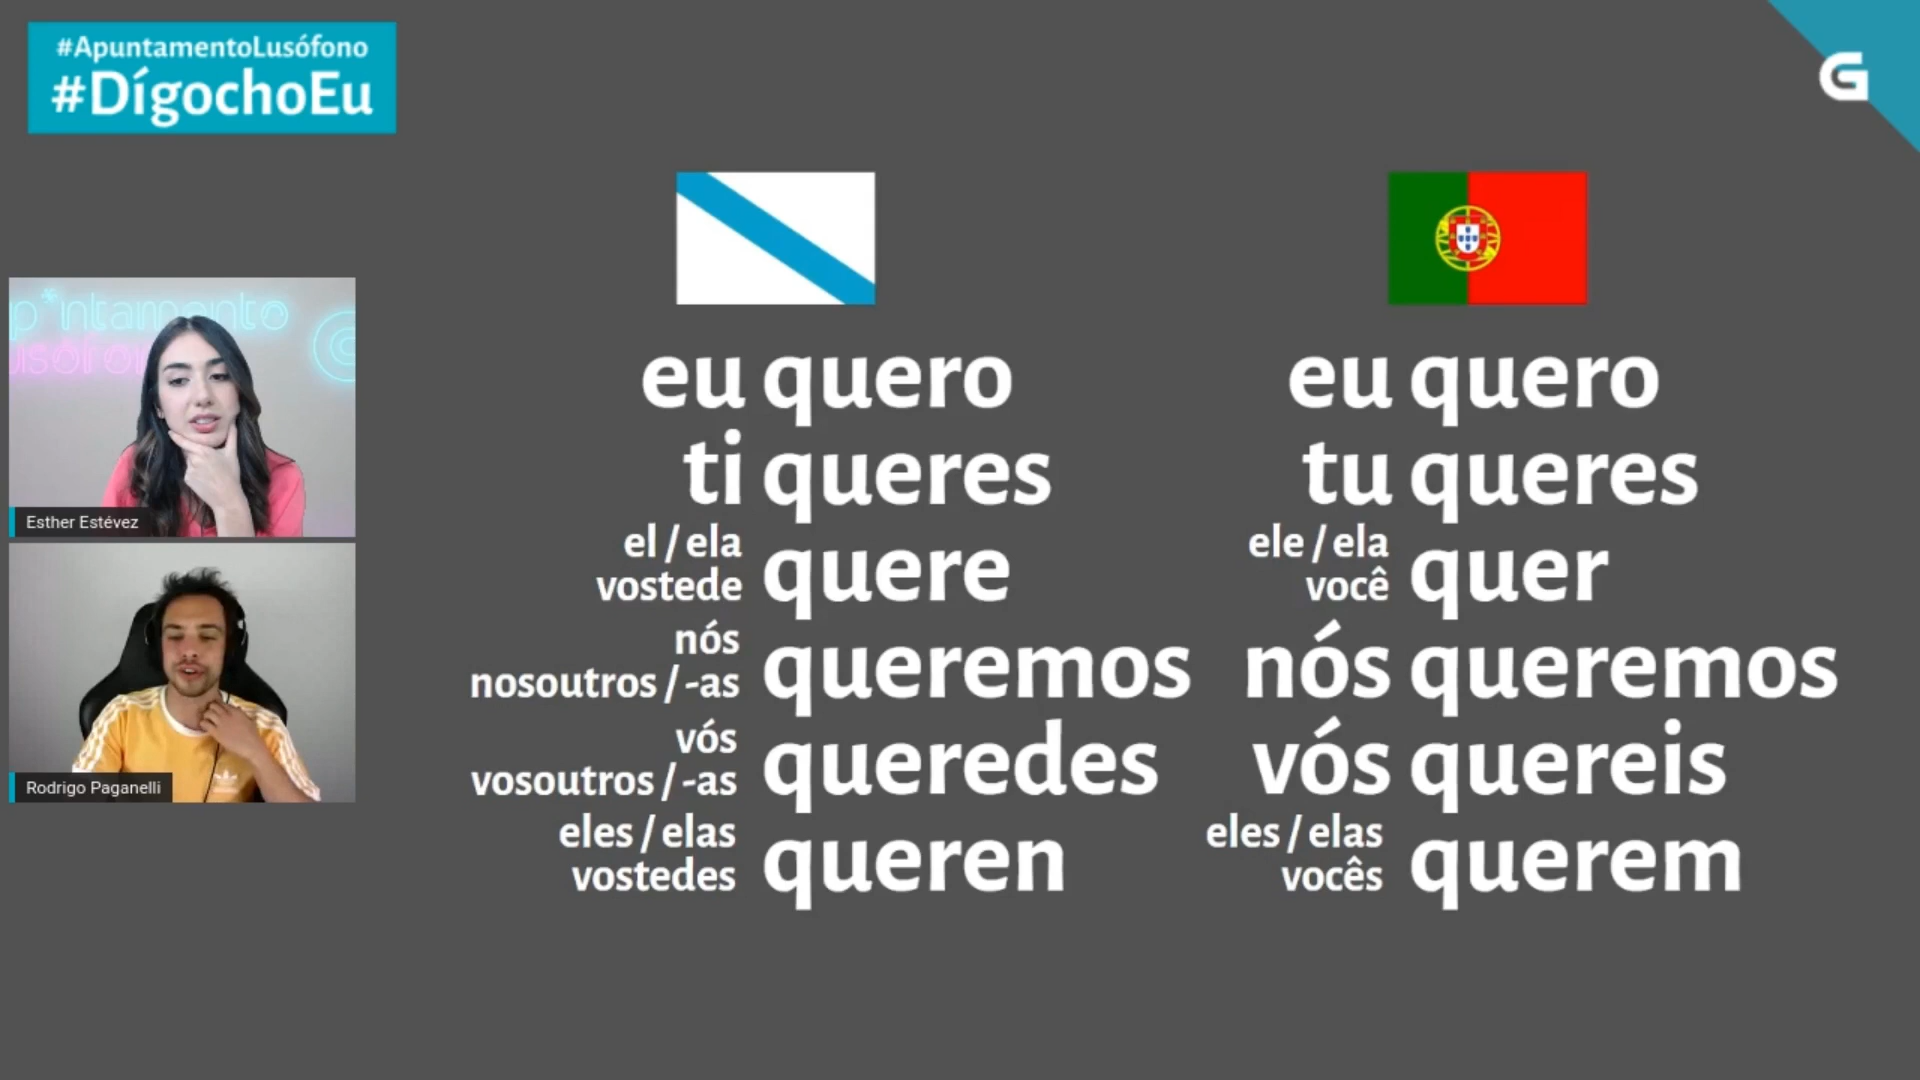 #ApuntamentoLusófono
#DígochoEu
G
p*ntamento
Esther Estévez
Rodrigo Paganelli
eu quero
ti queres
el / ela
vostede quere
nós
nosoutros / -as queremos
vós
vosoutros / -as queredes
eles / elas
vostedes queren
eu quero
tu queres
ele / ela
você quer
nós queremos
vós quereis
eles / elas
vocês querem